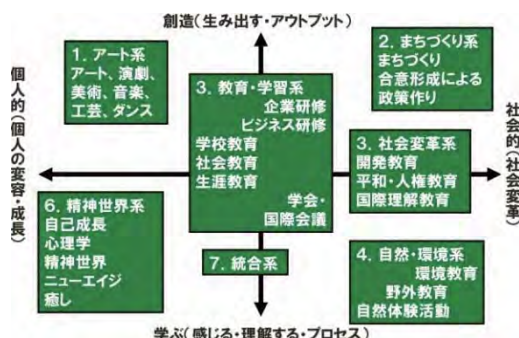 創造(生み出す・アウトプット)
1. アート系
アート、演劇、
美術、音楽、
工芸、ダンス
2. まちづくり系
まちづくり
合意形成による
政策作り
3. 教育・学習系
企業研修
ビジネス研修
学校教育
社会教育
生涯教育
学会・
国際会議
個人的(個人の変容・成長)
社会的(社会変革)
3. 社会変革系
開発教育
平和・人権教育
国際理解教育
6. 精神世界系
自己成長
心理学
精神世界
ニューエイジ
癒し
7. 統合系
4. 自然・環境系
環境教育
野外教育
自然体験活動
学ぶ(感じる・理解する・プロセス)